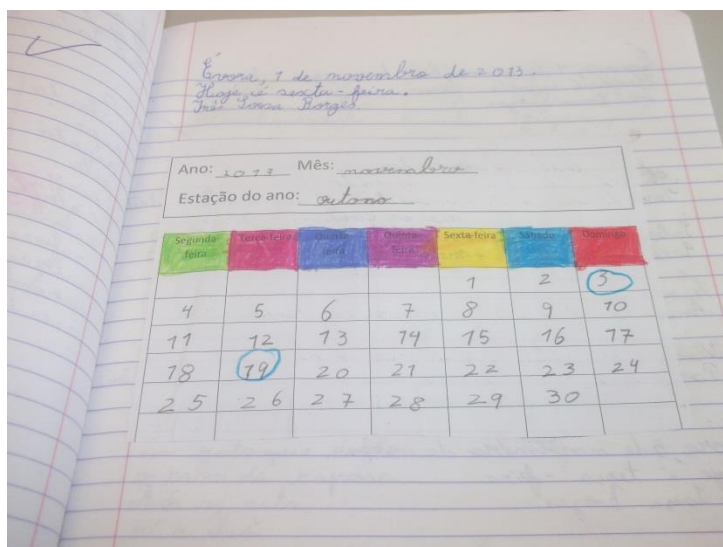 Évora, 1 de novembro de 2013.
Hoje é sexta-feira.
Inês Sousa Borges
Ano: 2013 Mês: novembro
Estação do ano: outono
Segunda-feira Terça-feira Quarta-feira Quinta-feira Sexta-feira Sábado Domingo
1 2 3
4 5 6 7 8 9 10
11 12 13 14 15 16 17
18 19 20 21 22 23 24
25 26 27 28 29 30